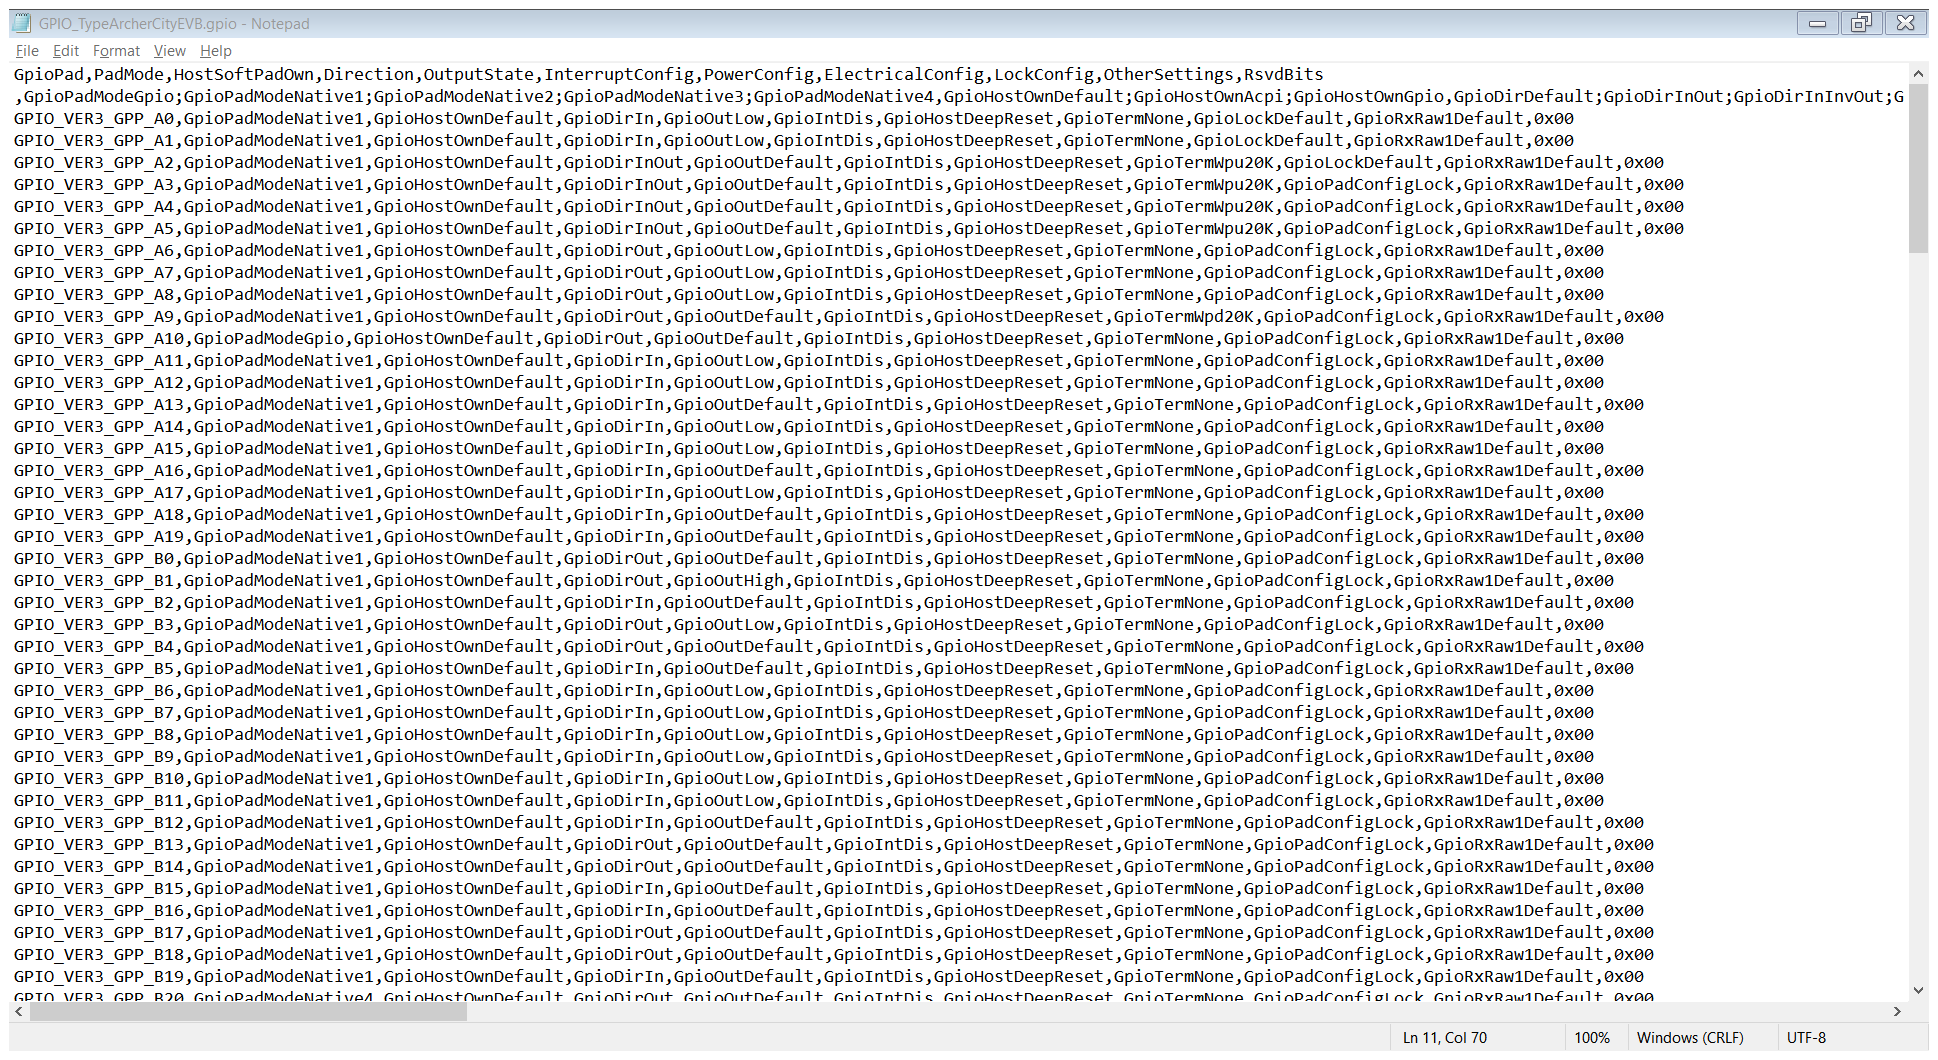 GPIO_TypeArcherCityEVB.gpio - Notepad
File Edit Format View Help
GpioPad,PadMode,HostSoftPadOwn,Direction,OutputState,InterruptConfig,PowerConfig,ElectricalConfig,LockConfig,OtherSettings,RsvdBits
,GpioPadModeGpio;GpioPadModeNative1;GpioPadModeNative2;GpioPadModeNative3;GpioPadModeNative4,GpioHostOwnDefault;GpioHostOwnAcpi;GpioHostOwnGpio,GpioDirDefault;GpioDirInOut;GpioDirInInvOut;G
GPIO_VER3_GPP_A0,GpioPadModeNative1,GpioHostOwnDefault,GpioDirIn,GpioOutLow,GpioIntDis,GpioHostDeepReset,GpioTermNone,GpioLockDefault,GpioRxRaw1Default,0x00
GPIO_VER3_GPP_A1,GpioPadModeNative1,GpioHostOwnDefault,GpioDirIn,GpioOutLow,GpioIntDis,GpioHostDeepReset,GpioTermNone,GpioLockDefault,GpioRxRaw1Default,0x00
GPIO_VER3_GPP_A2,GpioPadModeNative1,GpioHostOwnDefault,GpioDirInOut,GpioOutDefault,GpioIntDis,GpioHostDeepReset,GpioTermWpu20K,GpioLockDefault,GpioRxRaw1Default,0x00
GPIO_VER3_GPP_A3,GpioPadModeNative1,GpioHostOwnDefault,GpioDirInOut,GpioOutDefault,GpioIntDis,GpioHostDeepReset,GpioTermWpu20K,GpioPadConfigLock,GpioRxRaw1Default,0x00
GPIO_VER3_GPP_A4,GpioPadModeNative1,GpioHostOwnDefault,GpioDirInOut,GpioOutDefault,GpioIntDis,GpioHostDeepReset,GpioTermWpu20K,GpioPadConfigLock,GpioRxRaw1Default,0x00
GPIO_VER3_GPP_A5,GpioPadModeNative1,GpioHostOwnDefault,GpioDirInOut,GpioOutDefault,GpioIntDis,GpioHostDeepReset,GpioTermWpu20K,GpioPadConfigLock,GpioRxRaw1Default,0x00
GPIO_VER3_GPP_A6,GpioPadModeNative1,GpioHostOwnDefault,GpioDirOut,GpioOutLow,GpioIntDis,GpioHostDeepReset,GpioTermNone,GpioPadConfigLock,GpioRxRaw1Default,0x00
GPIO_VER3_GPP_A7,GpioPadModeNative1,GpioHostOwnDefault,GpioDirOut,GpioOutLow,GpioIntDis,GpioHostDeepReset,GpioTermNone,GpioPadConfigLock,GpioRxRaw1Default,0x00
GPIO_VER3_GPP_A8,GpioPadModeNative1,GpioHostOwnDefault,GpioDirOut,GpioOutLow,GpioIntDis,GpioHostDeepReset,GpioTermNone,GpioPadConfigLock,GpioRxRaw1Default,0x00
GPIO_VER3_GPP_A9,GpioPadModeNative1,GpioHostOwnDefault,GpioDirOut,GpioOutDefault,GpioIntDis,GpioHostDeepReset,GpioTermWpd20K,GpioPadConfigLock,GpioRxRaw1Default,0x00
GPIO_VER3_GPP_A10,GpioPadModeGpio,GpioHostOwnDefault,GpioDirOut,GpioOutDefault,GpioIntDis,GpioHostDeepReset,GpioTermNone,GpioPadConfigLock,GpioRxRaw1Default,0x00
GPIO_VER3_GPP_A11,GpioPadModeNative1,GpioHostOwnDefault,GpioDirIn,GpioOutLow,GpioIntDis,GpioHostDeepReset,GpioTermNone,GpioPadConfigLock,GpioRxRaw1Default,0x00
GPIO_VER3_GPP_A12,GpioPadModeNative1,GpioHostOwnDefault,GpioDirIn,GpioOutLow,GpioIntDis,GpioHostDeepReset,GpioTermNone,GpioPadConfigLock,GpioRxRaw1Default,0x00
GPIO_VER3_GPP_A13,GpioPadModeNative1,GpioHostOwnDefault,GpioDirIn,GpioOutDefault,GpioIntDis,GpioHostDeepReset,GpioTermNone,GpioPadConfigLock,GpioRxRaw1Default,0x00
GPIO_VER3_GPP_A14,GpioPadModeNative1,GpioHostOwnDefault,GpioDirIn,GpioOutLow,GpioIntDis,GpioHostDeepReset,GpioTermNone,GpioPadConfigLock,GpioRxRaw1Default,0x00
GPIO_VER3_GPP_A15,GpioPadModeNative1,GpioHostOwnDefault,GpioDirIn,GpioOutLow,GpioIntDis,GpioHostDeepReset,GpioTermNone,GpioPadConfigLock,GpioRxRaw1Default,0x00
GPIO_VER3_GPP_A16,GpioPadModeNative1,GpioHostOwnDefault,GpioDirIn,GpioOutDefault,GpioIntDis,GpioHostDeepReset,GpioTermNone,GpioPadConfigLock,GpioRxRaw1Default,0x00
GPIO_VER3_GPP_A17,GpioPadModeNative1,GpioHostOwnDefault,GpioDirIn,GpioOutLow,GpioIntDis,GpioHostDeepReset,GpioTermNone,GpioPadConfigLock,GpioRxRaw1Default,0x00
GPIO_VER3_GPP_A18,GpioPadModeNative1,GpioHostOwnDefault,GpioDirIn,GpioOutDefault,GpioIntDis,GpioHostDeepReset,GpioTermNone,GpioPadConfigLock,GpioRxRaw1Default,0x00
GPIO_VER3_GPP_A19,GpioPadModeNative1,GpioHostOwnDefault,GpioDirIn,GpioOutDefault,GpioIntDis,GpioHostDeepReset,GpioTermNone,GpioPadConfigLock,GpioRxRaw1Default,0x00
GPIO_VER3_GPP_B0,GpioPadModeNative1,GpioHostOwnDefault,GpioDirOut,GpioOutDefault,GpioIntDis,GpioHostDeepReset,GpioTermNone,GpioPadConfigLock,GpioRxRaw1Default,0x00
GPIO_VER3_GPP_B1,GpioPadModeNative1,GpioHostOwnDefault,GpioDirOut,GpioOutHigh,GpioIntDis,GpioHostDeepReset,GpioTermNone,GpioPadConfigLock,GpioRxRaw1Default,0x00
GPIO_VER3_GPP_B2,GpioPadModeNative1,GpioHostOwnDefault,GpioDirIn,GpioOutDefault,GpioIntDis,GpioHostDeepReset,GpioTermNone,GpioPadConfigLock,GpioRxRaw1Default,0x00
GPIO_VER3_GPP_B3,GpioPadModeNative1,GpioHostOwnDefault,GpioDirOut,GpioOutLow,GpioIntDis,GpioHostDeepReset,GpioTermNone,GpioPadConfigLock,GpioRxRaw1Default,0x00
GPIO_VER3_GPP_B4,GpioPadModeNative1,GpioHostOwnDefault,GpioDirOut,GpioOutDefault,GpioIntDis,GpioHostDeepReset,GpioTermNone,GpioPadConfigLock,GpioRxRaw1Default,0x00
GPIO_VER3_GPP_B5,GpioPadModeNative1,GpioHostOwnDefault,GpioDirIn,GpioOutDefault,GpioIntDis,GpioHostDeepReset,GpioTermNone,GpioPadConfigLock,GpioRxRaw1Default,0x00
GPIO_VER3_GPP_B6,GpioPadModeNative1,GpioHostOwnDefault,GpioDirIn,GpioOutLow,GpioIntDis,GpioHostDeepReset,GpioTermNone,GpioPadConfigLock,GpioRxRaw1Default,0x00
GPIO_VER3_GPP_B7,GpioPadModeNative1,GpioHostOwnDefault,GpioDirIn,GpioOutLow,GpioIntDis,GpioHostDeepReset,GpioTermNone,GpioPadConfigLock,GpioRxRaw1Default,0x00
GPIO_VER3_GPP_B8,GpioPadModeNative1,GpioHostOwnDefault,GpioDirIn,GpioOutLow,GpioIntDis,GpioHostDeepReset,GpioTermNone,GpioPadConfigLock,GpioRxRaw1Default,0x00
GPIO_VER3_GPP_B9,GpioPadModeNative1,GpioHostOwnDefault,GpioDirIn,GpioOutLow,GpioIntDis,GpioHostDeepReset,GpioTermNone,GpioPadConfigLock,GpioRxRaw1Default,0x00
GPIO_VER3_GPP_B10,GpioPadModeNative1,GpioHostOwnDefault,GpioDirIn,GpioOutLow,GpioIntDis,GpioHostDeepReset,GpioTermNone,GpioPadConfigLock,GpioRxRaw1Default,0x00
GPIO_VER3_GPP_B11,GpioPadModeNative1,GpioHostOwnDefault,GpioDirIn,GpioOutLow,GpioIntDis,GpioHostDeepReset,GpioTermNone,GpioPadConfigLock,GpioRxRaw1Default,0x00
GPIO_VER3_GPP_B12,GpioPadModeNative1,GpioHostOwnDefault,GpioDirIn,GpioOutDefault,GpioIntDis,GpioHostDeepReset,GpioTermNone,GpioPadConfigLock,GpioRxRaw1Default,0x00
GPIO_VER3_GPP_B13,GpioPadModeNative1,GpioHostOwnDefault,GpioDirOut,GpioOutDefault,GpioIntDis,GpioHostDeepReset,GpioTermNone,GpioPadConfigLock,GpioRxRaw1Default,0x00
GPIO_VER3_GPP_B14,GpioPadModeNative1,GpioHostOwnDefault,GpioDirOut,GpioOutDefault,GpioIntDis,GpioHostDeepReset,GpioTermNone,GpioPadConfigLock,GpioRxRaw1Default,0x00
GPIO_VER3_GPP_B15,GpioPadModeNative1,GpioHostOwnDefault,GpioDirIn,GpioOutDefault,GpioIntDis,GpioHostDeepReset,GpioTermNone,GpioPadConfigLock,GpioRxRaw1Default,0x00
GPIO_VER3_GPP_B16,GpioPadModeNative1,GpioHostOwnDefault,GpioDirIn,GpioOutDefault,GpioIntDis,GpioHostDeepReset,GpioTermNone,GpioPadConfigLock,GpioRxRaw1Default,0x00
GPIO_VER3_GPP_B17,GpioPadModeNative1,GpioHostOwnDefault,GpioDirOut,GpioOutDefault,GpioIntDis,GpioHostDeepReset,GpioTermNone,GpioPadConfigLock,GpioRxRaw1Default,0x00
GPIO_VER3_GPP_B18,GpioPadModeNative1,GpioHostOwnDefault,GpioDirOut,GpioOutDefault,GpioIntDis,GpioHostDeepReset,GpioTermNone,GpioPadConfigLock,GpioRxRaw1Default,0x00
GPIO_VER3_GPP_B19,GpioPadModeNative1,GpioHostOwnDefault,GpioDirIn,GpioOutDefault,GpioIntDis,GpioHostDeepReset,GpioTermNone,GpioPadConfigLock,GpioRxRaw1Default,0x00
GPIO_VER3_GPP_B20,GpioPadModeNative4,GpioHostOwnDefault,GpioDirOut,GpioOutDefault,GpioIntDis,GpioHostDeepReset,GpioTermNone,GpioPadConfigLock,GpioRxRaw1Default,0x00
Ln 11, Col 70 100% Windows (CRLF) UTF-8